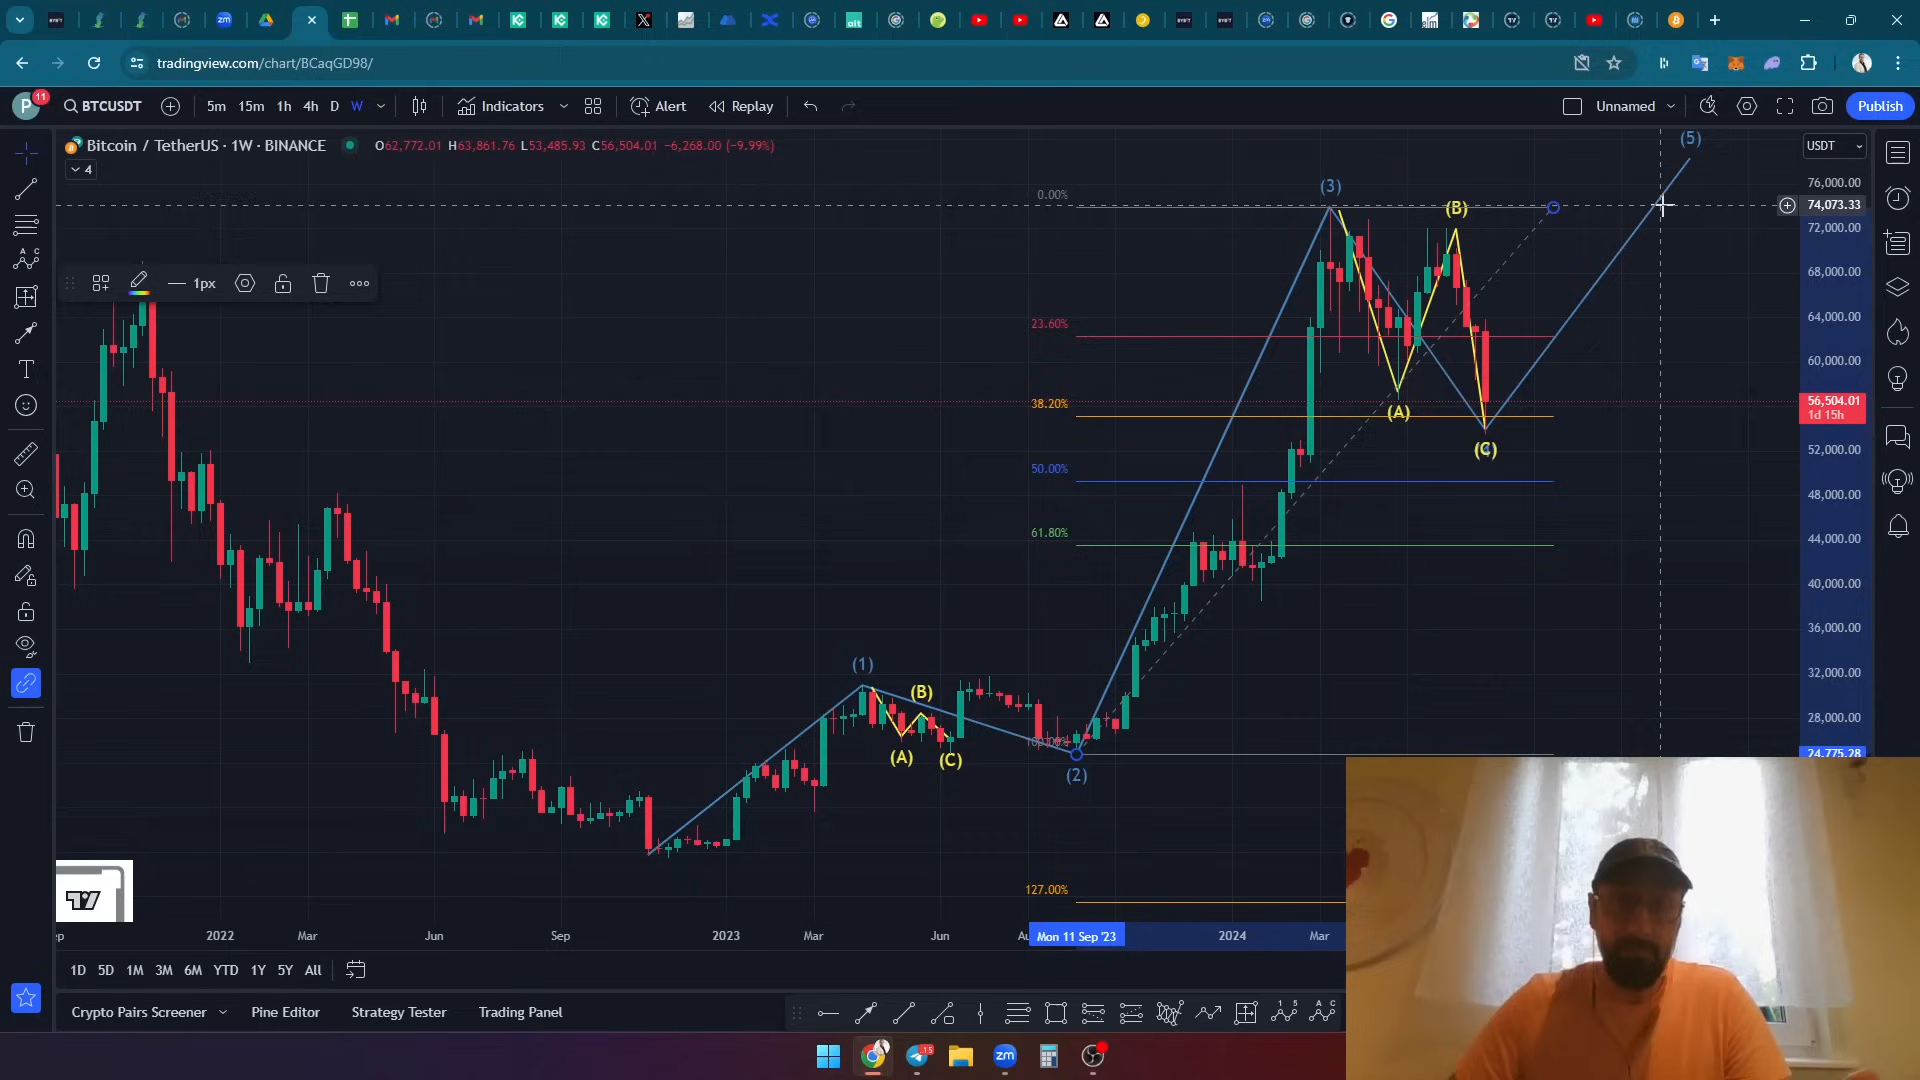 tradingview.com/chart/BCaqGD98/
P 11 BTCUSDT 5m 15m 1h 4h D W Indicators Alert Replay Unnamed Publish
Bitcoin / TetherUS · 1W · BINANCE O62,772.01 H63,861.76 L53,485.93 C56,504.01 −6,268.00 (−9.99%)
4
USDT
(5)
76,000.00
0.00%
(3)
(B)
74,073.33
72,000.00
68,000.00
1px
64,000.00
23.60%
60,000.00
38.20%
(A)
56,504.01
1d 15h
(C)
52,000.00
50.00%
48,000.00
61.80%
44,000.00
40,000.00
36,000.00
32,000.00
(1)
(B)
28,000.00
(A)
(C)
24,775.28
(2)
127.00%
2022 Mar Jun Sep 2023 Mar Jun Mon 11 Sep '23 2024 Mar
1D 5D 1M 3M 6M YTD 1Y 5Y All
Crypto Pairs Screener Pine Editor Strategy Tester Trading Panel
zm